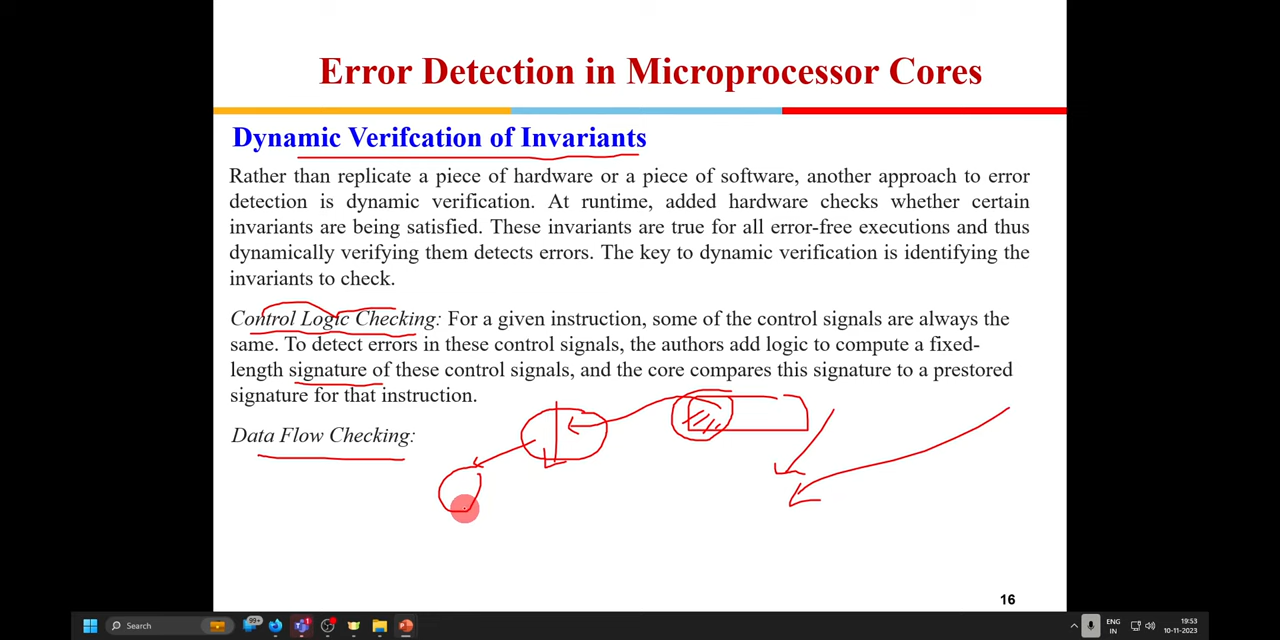 Error Detection in Microprocessor Cores
Dynamic Verifcation of Invariants
Rather than replicate a piece of hardware or a piece of software, another approach to error
detection is dynamic verification. At runtime, added hardware checks whether certain
invariants are being satisfied. These invariants are true for all error-free executions and thus
dynamically verifying them detects errors. The key to dynamic verification is identifying the
invariants to check.
Control Logic Checking: For a given instruction, some of the control signals are always the
same. To detect errors in these control signals, the authors add logic to compute a fixed-
length signature of these control signals, and the core compares this signature to a prestored
signature for that instruction.
Data Flow Checking:
16
Search
99+
ENG
IN
19:53
10-11-2023